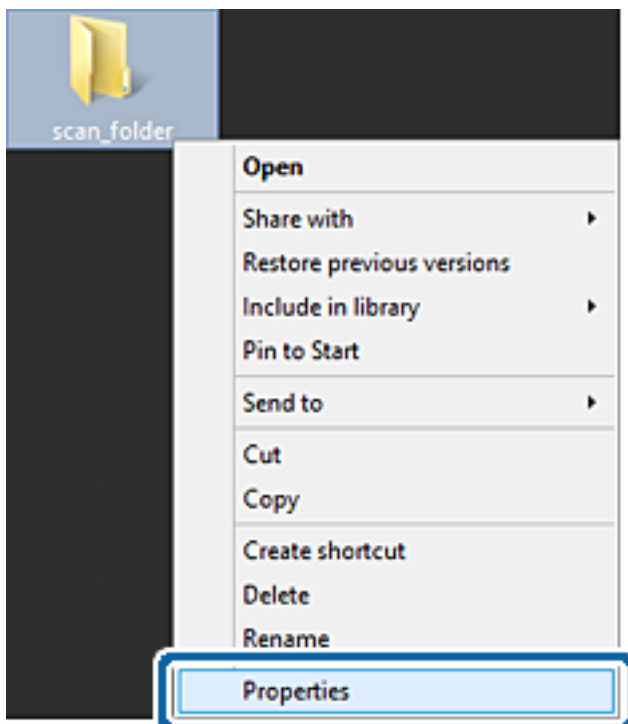 scan_folder
Open
Share with
Restore previous versions
Include in library
Pin to Start
Send to
Cut
Copy
Create shortcut
Delete
Rename
Properties